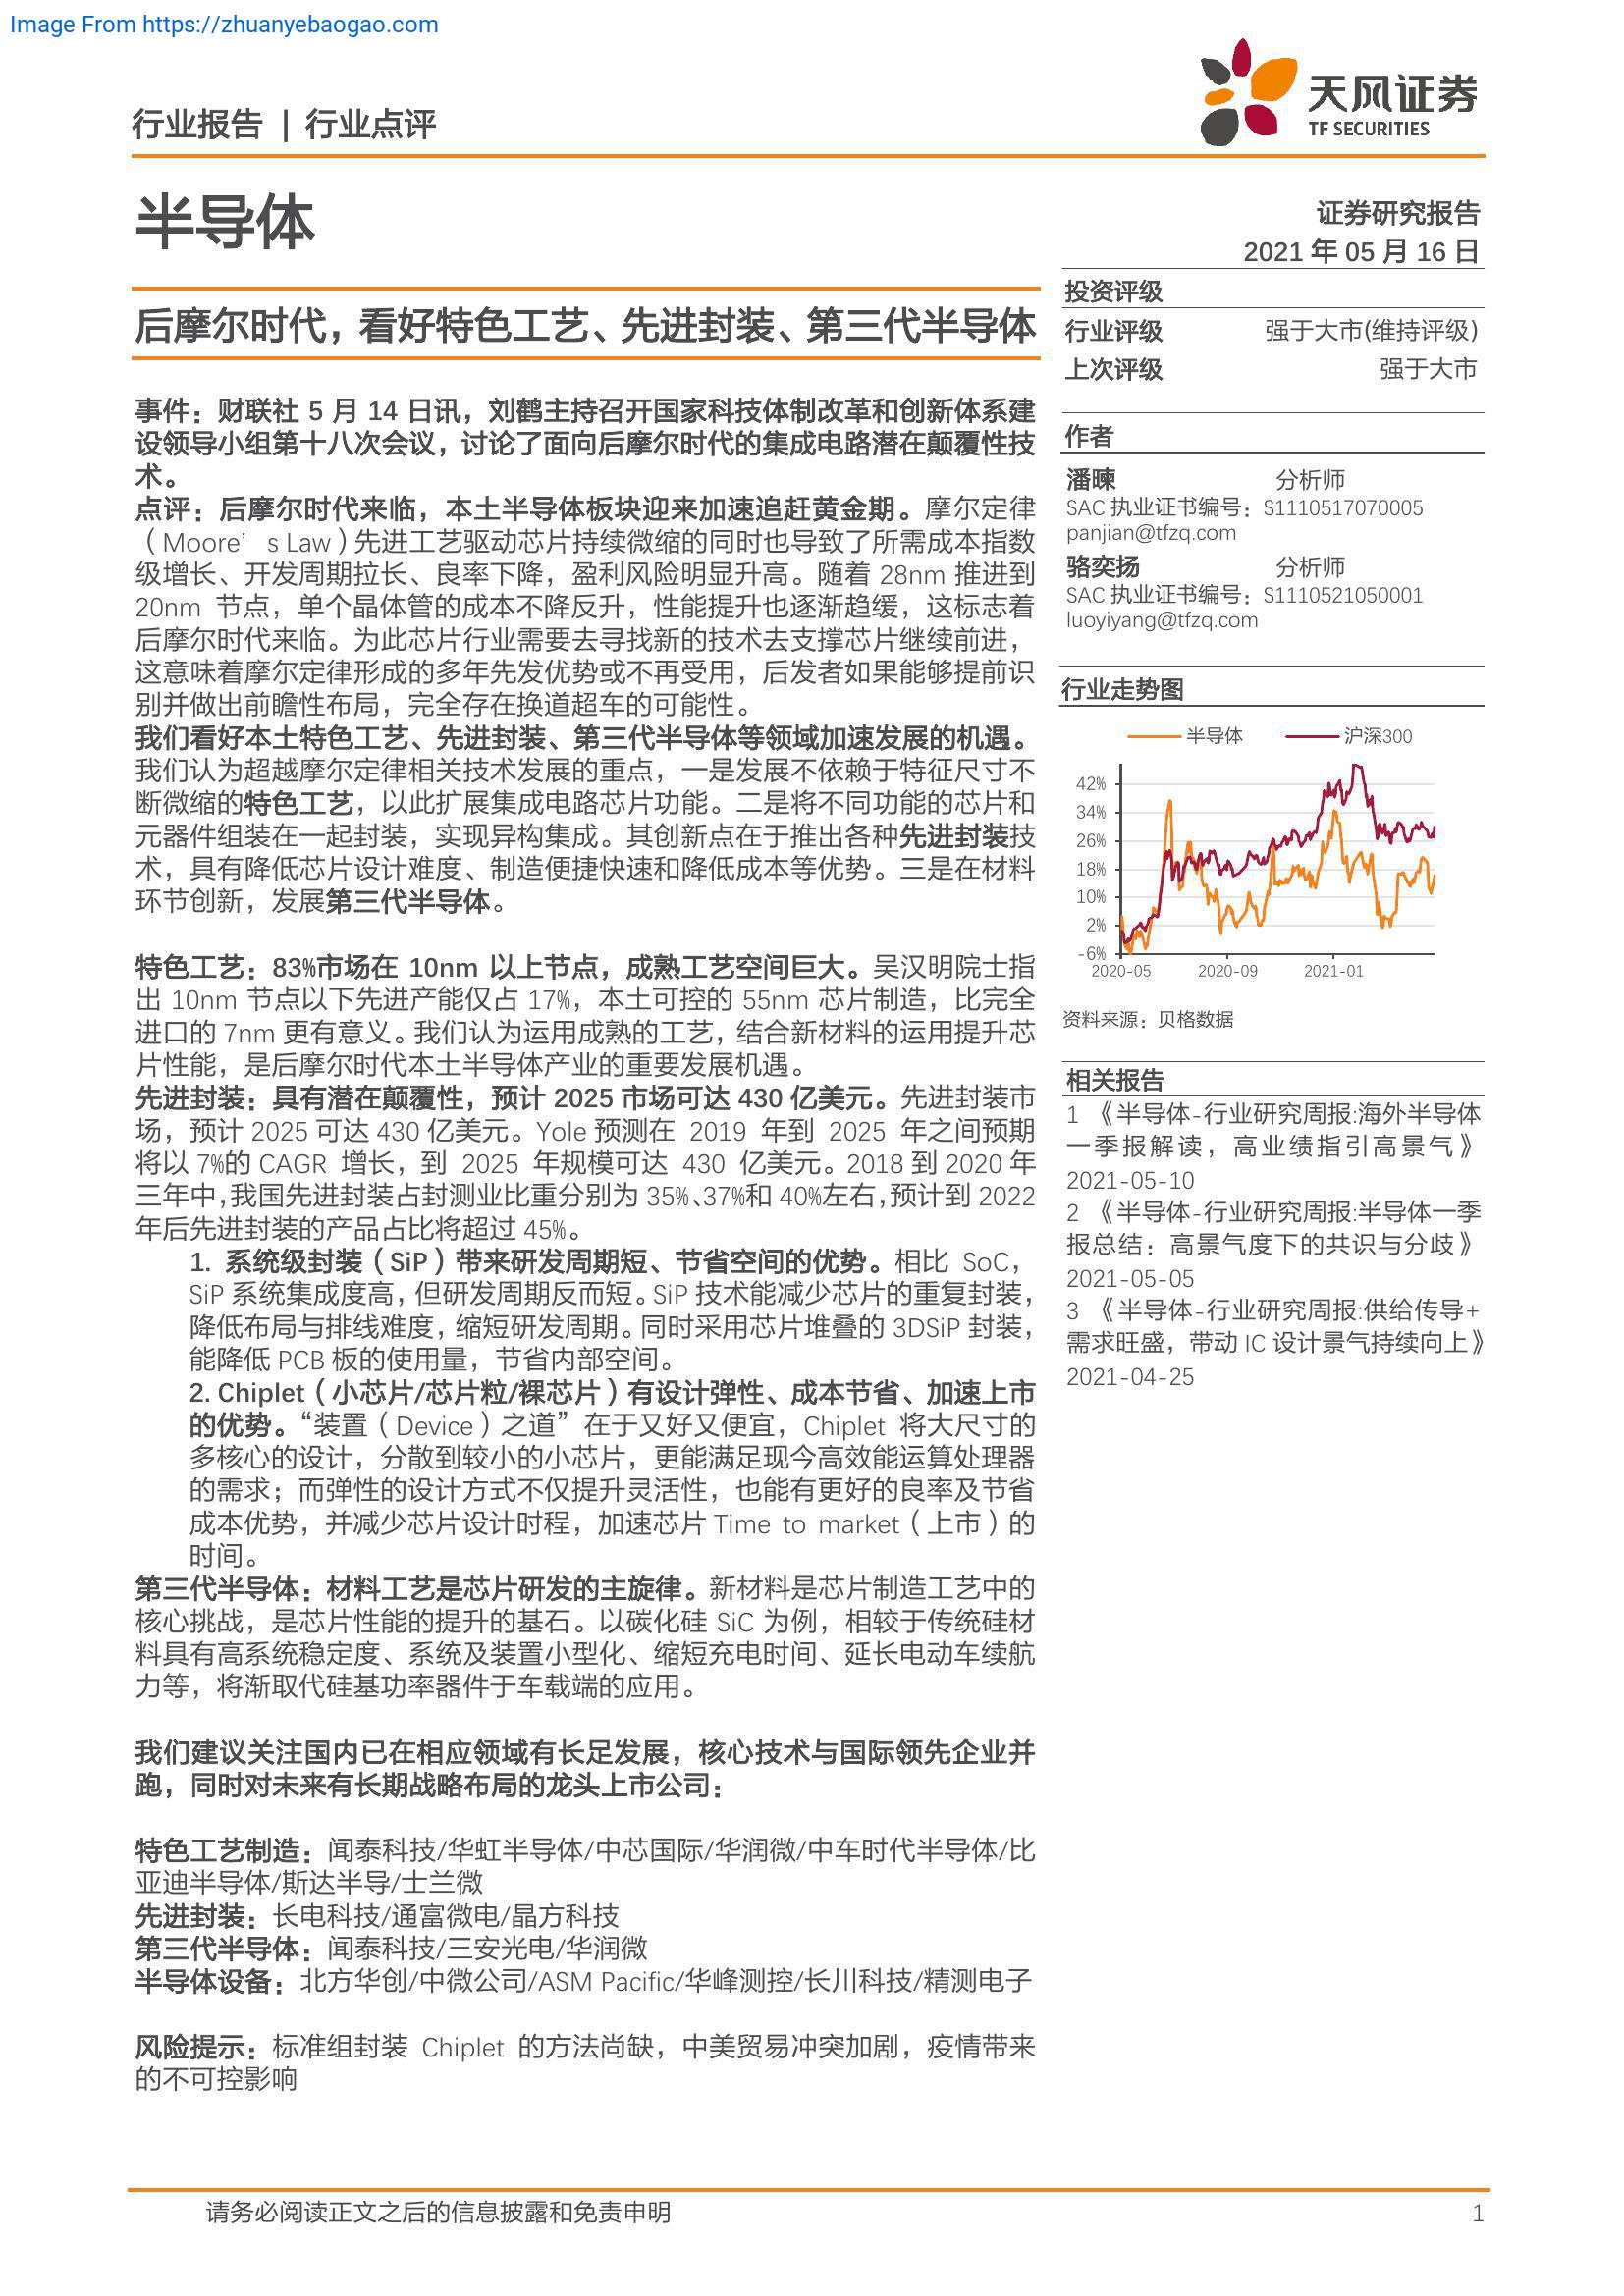 Image From https://zhuanyebaogao.com
行业报告 | 行业点评
天风证券
TF SECURITIES
半导体
证券研究报告
2021 年 05 月 16 日
后摩尔时代，看好特色工艺、先进封装、第三代半导体
事件：财联社 5 月 14 日讯，刘鹤主持召开国家科技体制改革和创新体系建
设领导小组第十八次会议，讨论了面向后摩尔时代的集成电路潜在颠覆性技
术。
点评：后摩尔时代来临，本土半导体板块迎来加速追赶黄金期。摩尔定律
（Moore’s Law）先进工艺驱动芯片持续微缩的同时也导致了所需成本指数
级增长、开发周期拉长、良率下降，盈利风险明显升高。随着 28nm 推进到
20nm 节点，单个晶体管的成本不降反升，性能提升也逐渐趋缓，这标志着
后摩尔时代来临。为此芯片行业需要去寻找新的技术去支撑芯片继续前进，
这意味着摩尔定律形成的多年先发优势或不再受用，后发者如果能够提前识
别并做出前瞻性布局，完全存在换道超车的可能性。
我们看好本土特色工艺、先进封装、第三代半导体等领域加速发展的机遇。
我们认为超越摩尔定律相关技术发展的重点，一是发展不依赖于特征尺寸不
断微缩的特色工艺，以此扩展集成电路芯片功能。二是将不同功能的芯片和
元器件组装在一起封装，实现异构集成。其创新点在于推出各种先进封装技
术，具有降低芯片设计难度、制造便捷快速和降低成本等优势。三是在材料
环节创新，发展第三代半导体。
特色工艺：83%市场在 10nm 以上节点，成熟工艺空间巨大。吴汉明院士指
出 10nm 节点以下先进产能仅占 17%，本土可控的 55nm 芯片制造，比完全
进口的 7nm 更有意义。我们认为运用成熟的工艺，结合新材料的运用提升芯
片性能，是后摩尔时代本土半导体产业的重要发展机遇。
先进封装：具有潜在颠覆性，预计 2025 市场可达 430 亿美元。先进封装市
场，预计 2025 可达 430 亿美元。Yole 预测在 2019 年到 2025 年之间预期
将以 7%的 CAGR 增长，到 2025 年规模可达 430 亿美元。2018 到 2020 年
三年中，我国先进封装占封测业比重分别为 35%、37%和 40%左右，预计到 2022
年后先进封装的产品占比将超过 45%。
1. 系统级封装（SiP）带来研发周期短、节省空间的优势。相比 SoC，
SiP 系统集成度高，但研发周期反而短。SiP 技术能减少芯片的重复封装，
降低布局与排线难度，缩短研发周期。同时采用芯片堆叠的 3DSiP 封装，
能降低 PCB 板的使用量，节省内部空间。
2. Chiplet（小芯片/芯片粒/裸芯片）有设计弹性、成本节省、加速上市
的优势。“装置（Device）之道”在于又好又便宜，Chiplet 将大尺寸的
多核心的设计，分散到较小的小芯片，更能满足现今高效能运算处理器
的需求；而弹性的设计方式不仅提升灵活性，也能有更好的良率及节省
成本优势，并减少芯片设计时程，加速芯片 Time to market（上市）的
时间。
第三代半导体：材料工艺是芯片研发的主旋律。新材料是芯片制造工艺中的
核心挑战，是芯片性能的提升的基石。以碳化硅 SiC 为例，相较于传统硅材
料具有高系统稳定度、系统及装置小型化、缩短充电时间、延长电动车续航
力等，将渐取代硅基功率器件于车载端的应用。
我们建议关注国内已在相应领域有长足发展，核心技术与国际领先企业并
跑，同时对未来有长期战略布局的龙头上市公司：
特色工艺制造：闻泰科技/华虹半导体/中芯国际/华润微/中车时代半导体/比
亚迪半导体/斯达半导/士兰微
先进封装：长电科技/通富微电/晶方科技
第三代半导体：闻泰科技/三安光电/华润微
半导体设备：北方华创/中微公司/ASM Pacific/华峰测控/长川科技/精测电子
风险提示：标准组封装 Chiplet 的方法尚缺，中美贸易冲突加剧，疫情带来
的不可控影响
投资评级
行业评级 强于大市(维持评级)
上次评级 强于大市
作者
潘暕 分析师
SAC 执业证书编号：S1110517070005
panjian@tfzq.com
骆奕扬 分析师
SAC 执业证书编号：S1110521050001
luoyiyang@tfzq.com
行业走势图
半导体 沪深300
42%
34%
26%
18%
10%
2%
-6%
2020-05 2020-09 2021-01
资料来源：贝格数据
相关报告
1 《半导体-行业研究周报:海外半导体
一季报解读，高业绩指引高景气》
2021-05-10
2 《半导体-行业研究周报:半导体一季
报总结：高景气度下的共识与分歧》
2021-05-05
3 《半导体-行业研究周报:供给传导+
需求旺盛，带动 IC 设计景气持续向上》
2021-04-25
请务必阅读正文之后的信息披露和免责申明 1